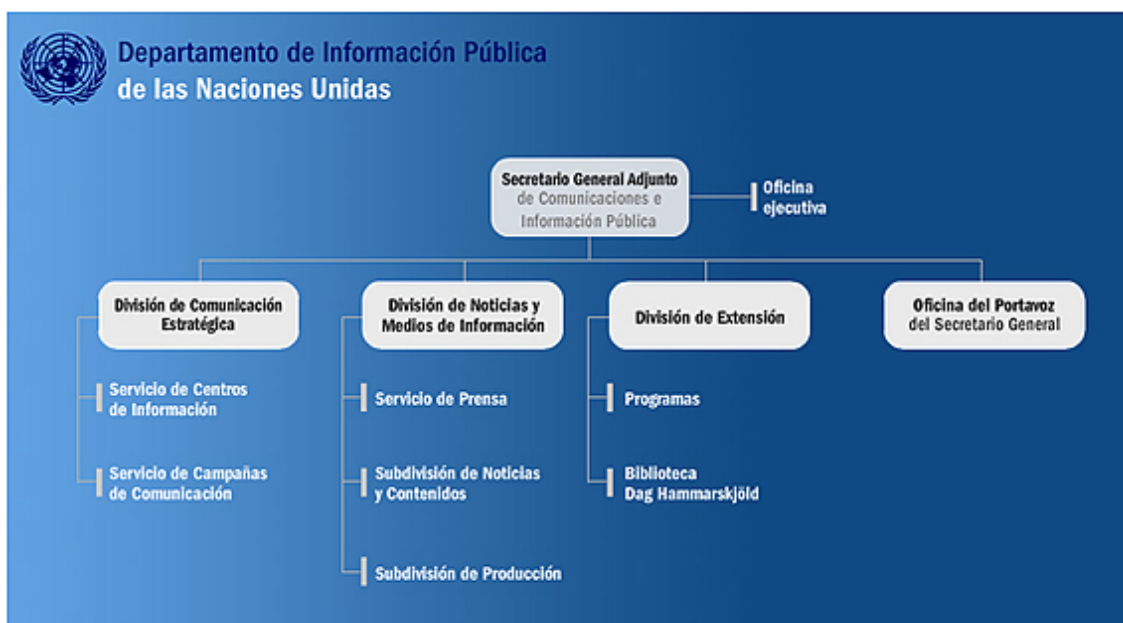 Departamento de Información Pública
de las Naciones Unidas
Secretario General Adjunto
de Comunicaciones e
Información Pública
Oficina
ejecutiva
División de Comunicación
Estratégica
División de Noticias y
Medios de Información
División de Extensión
Oficina del Portavoz
del Secretario General
Servicio de Centros
de Información
Servicio de Prensa
Programas
Servicio de Campañas
de Comunicación
Subdivisión de Noticias
y Contenidos
Biblioteca
Dag Hammarskjöld
Subdivisión de Producción